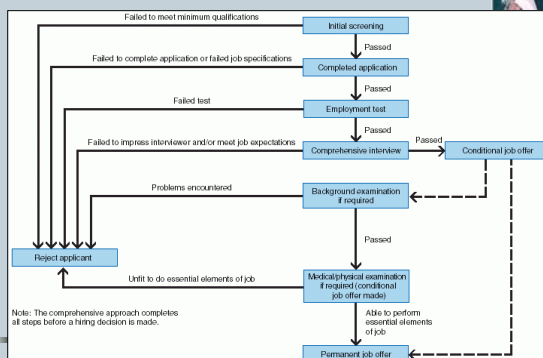 Failed to meet minimum qualifications
Initial screening
Passed
Failed to complete application or failed job specifications
Completed application
Passed
Failed test
Employment test
Passed
Failed to impress interviewer and/or meet job expectations
Comprehensive interview
Passed
Conditional job offer
Problems encountered
Background examination
if required
Passed
Reject applicant
Unfit to do essential elements of job
Medical/physical examination
if required (conditional
job offer made)
Note: The comprehensive approach completes
all steps before a hiring decision is made.
Able to perform
essential elements
of job
Permanent job offer